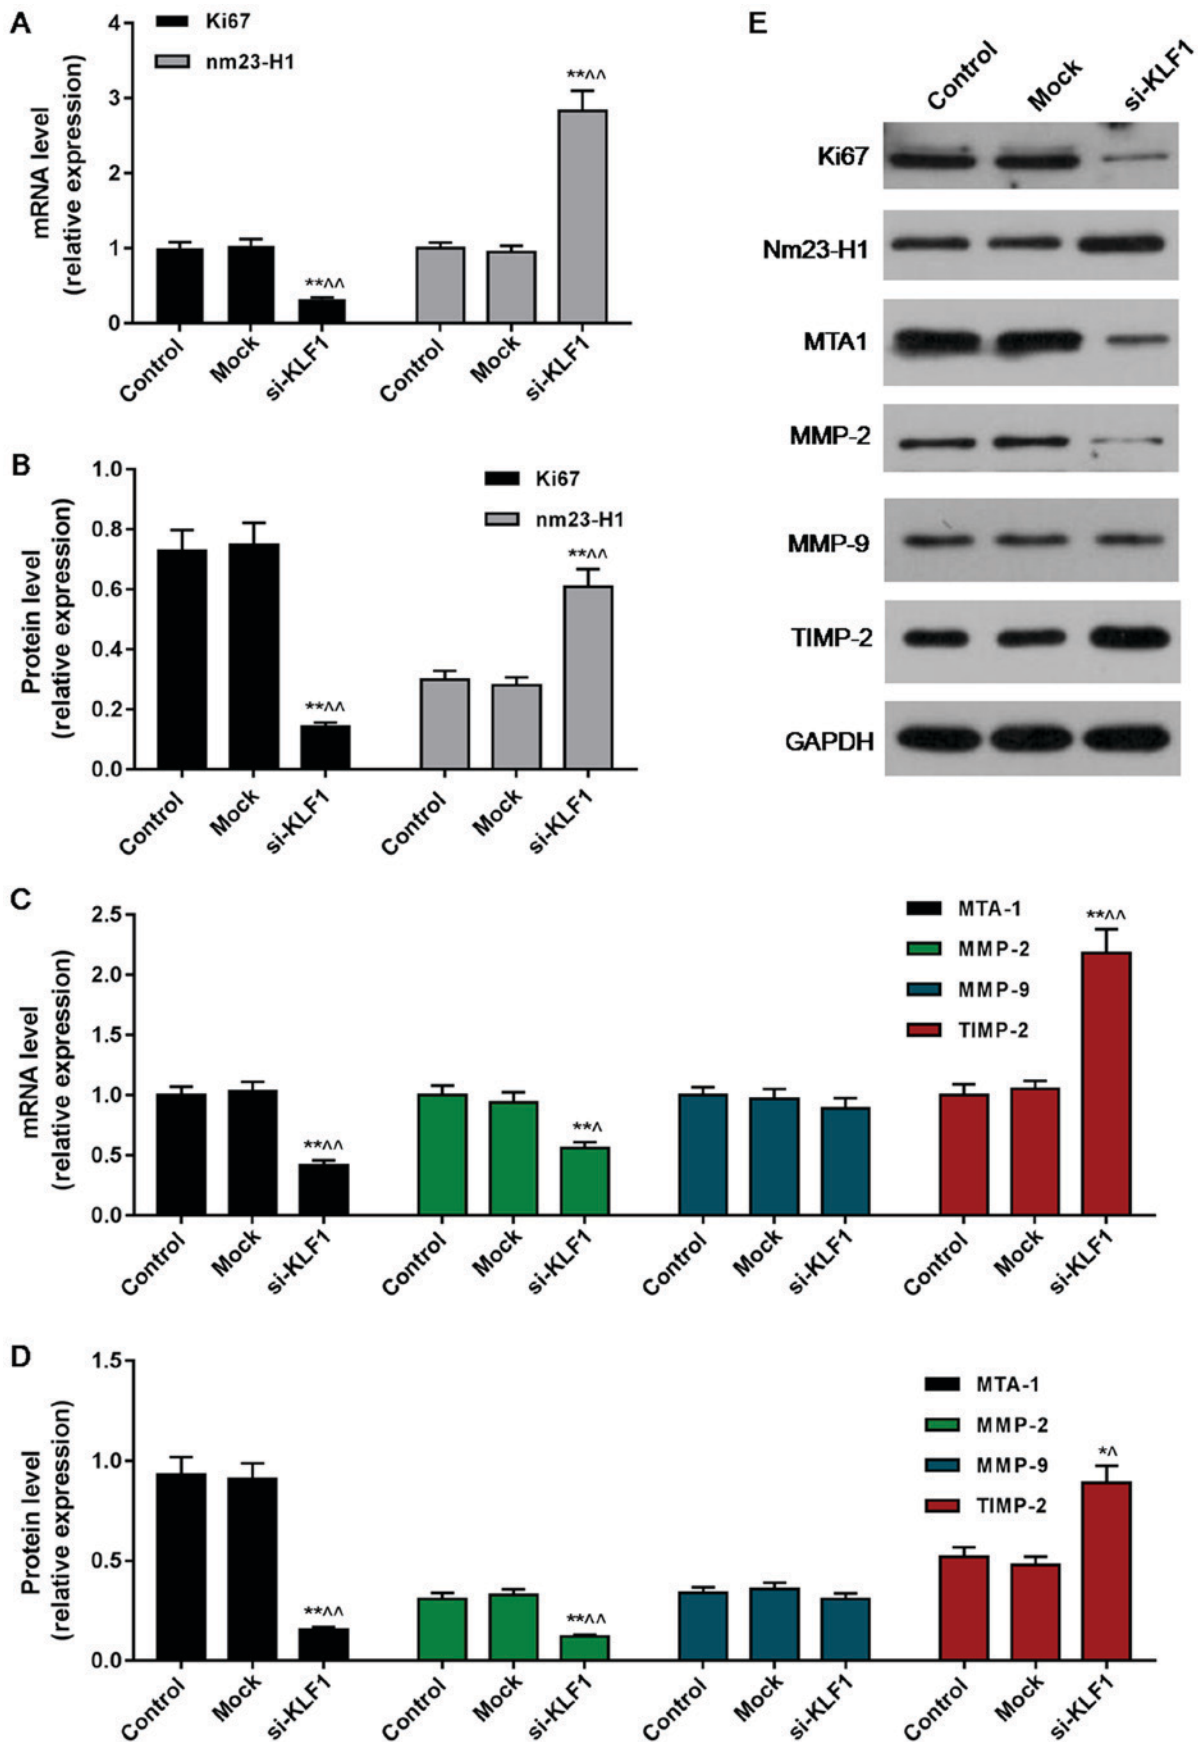 A
Ki67
nm23-H1
mRNA level
(relative expression)
4
3
2
1
0
**^^
**^^
Control
Mock
si-KLF1
Control
Mock
si-KLF1
B
Ki67
nm23-H1
Protein level
(relative expression)
1.0
0.8
0.6
0.4
0.2
0.0
**^^
**^^
Control
Mock
si-KLF1
Control
Mock
si-KLF1
E
Control
Mock
si-KLF1
Ki67
Nm23-H1
MTA1
MMP-2
MMP-9
TIMP-2
GAPDH
C
MTA-1
MMP-2
MMP-9
TIMP-2
mRNA level
(relative expression)
2.5
2.0
1.5
1.0
0.5
0.0
**^^
**^
**^^
Control
Mock
si-KLF1
Control
Mock
si-KLF1
Control
Mock
si-KLF1
Control
Mock
si-KLF1
D
MTA-1
MMP-2
MMP-9
TIMP-2
Protein level
(relative expression)
1.5
1.0
0.5
0.0
**^^
**^^
*^
Control
Mock
si-KLF1
Control
Mock
si-KLF1
Control
Mock
si-KLF1
Control
Mock
si-KLF1